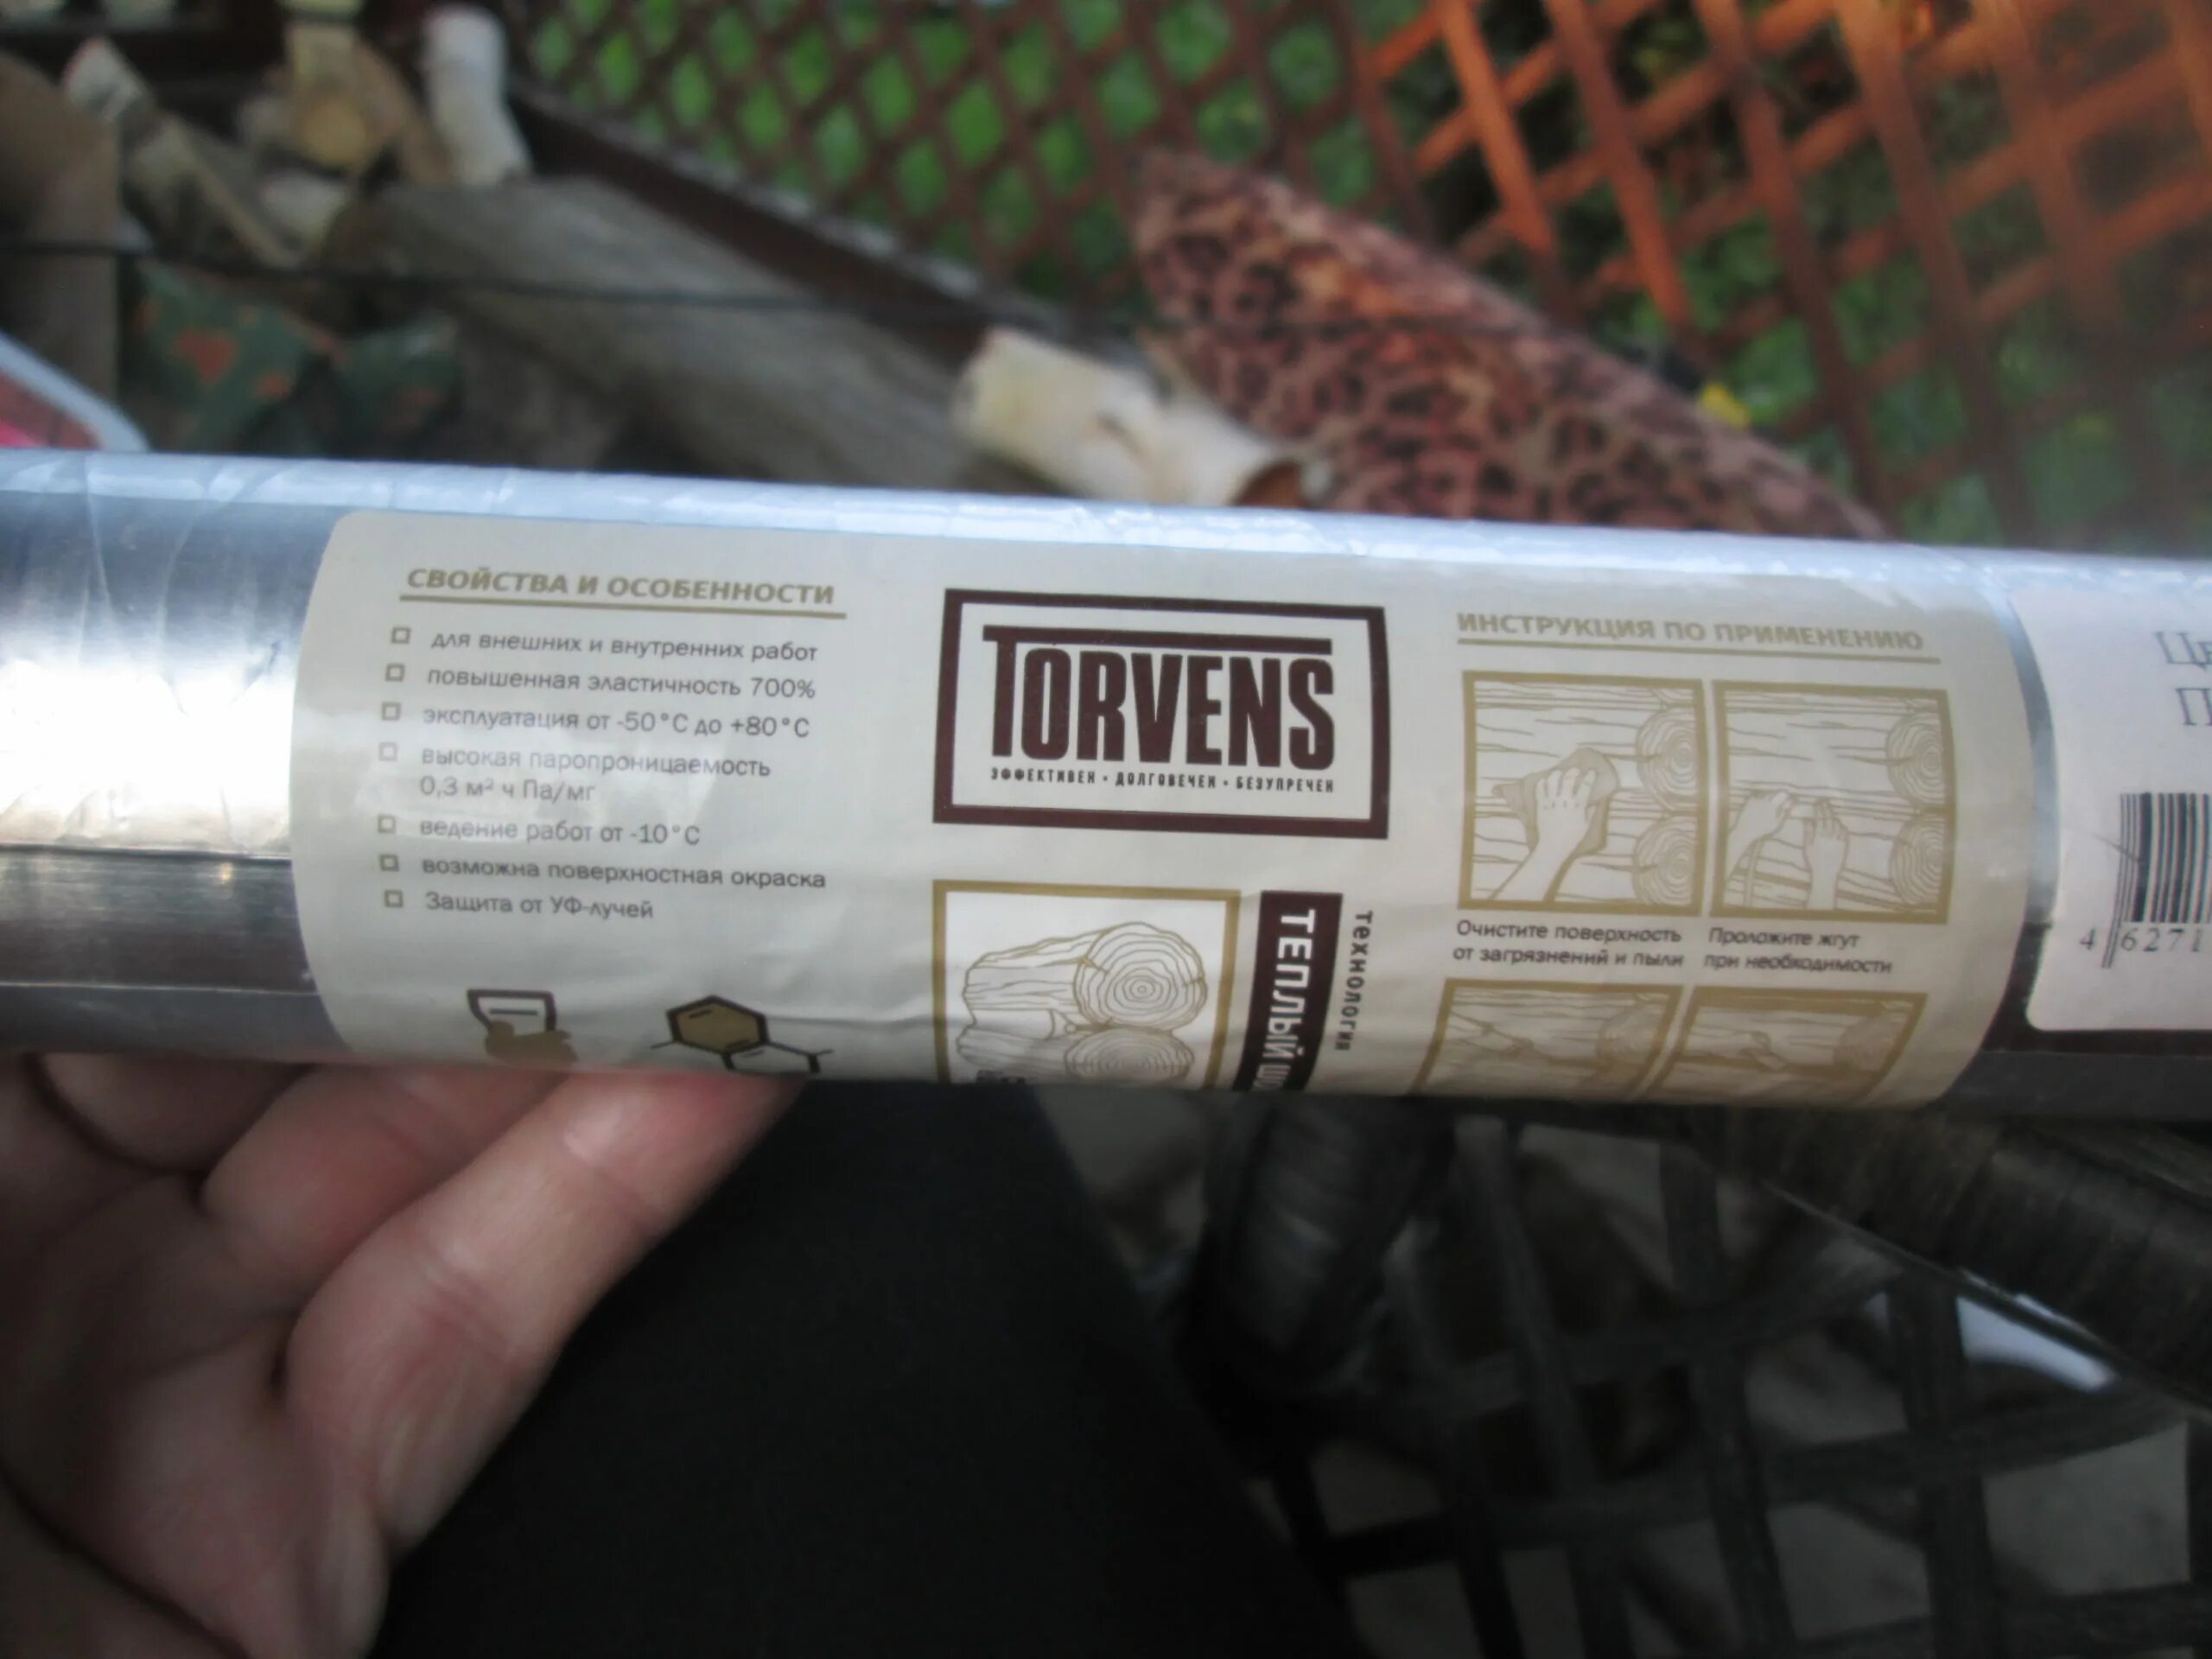 СВОЙСТВА И ОСОБЕННОСТИ
для внешних и внутренних работ
повышенная эластичность 700%
эксплуатация от -50°С до +80°С
высокая паропроницаемость
0,3 м² ч Па/мг
ведение работ от -10°С
возможна поверхностная окраска
Защита от УФ-лучей
TORVENS
ЭФФЕКТИВЕН • ДОЛГОВЕЧЕН • БЕЗУПРЕЧЕН
технология
ТЕПЛЫЙ
ИНСТРУКЦИЯ ПО ПРИМЕНЕНИЮ
Очистите поверхность
от загрязнений и пыли
Проложите жгут
при необходимости
4 6271